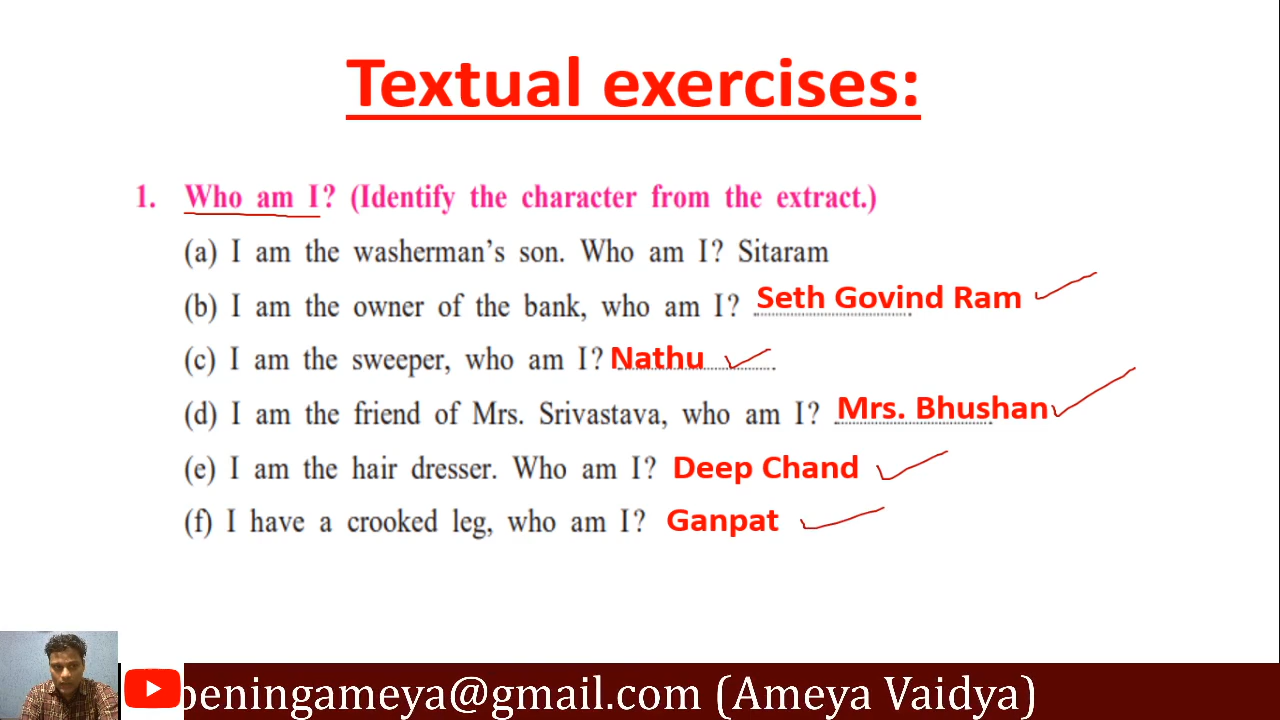 Textual exercises:
1. Who am I? (Identify the character from the extract.)
(a) I am the washerman's son. Who am I? Sitaram
(b) I am the owner of the bank, who am I? Seth Govind Ram
(c) I am the sweeper, who am I? Nathu
(d) I am the friend of Mrs. Srivastava, who am I? Mrs. Bhushan
(e) I am the hair dresser. Who am I? Deep Chand
(f) I have a crooked leg, who am I? Ganpat
peningameya@gmail.com (Ameya Vaidya)